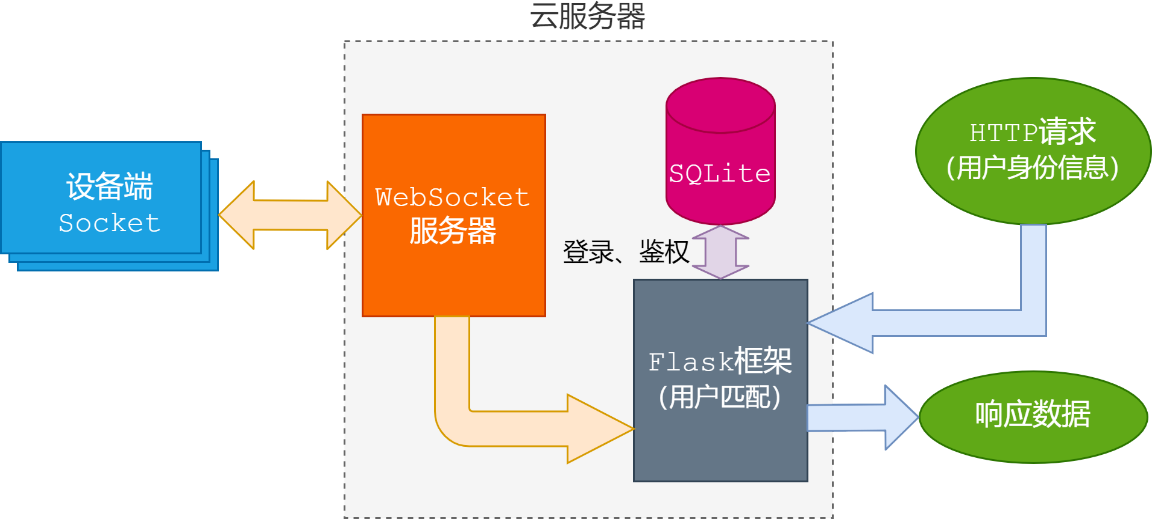 云服务器
设备端
Socket
WebSocket
服务器
SQLite
登录、鉴权
Flask框架
(用户匹配)
HTTP请求
(用户身份信息)
响应数据